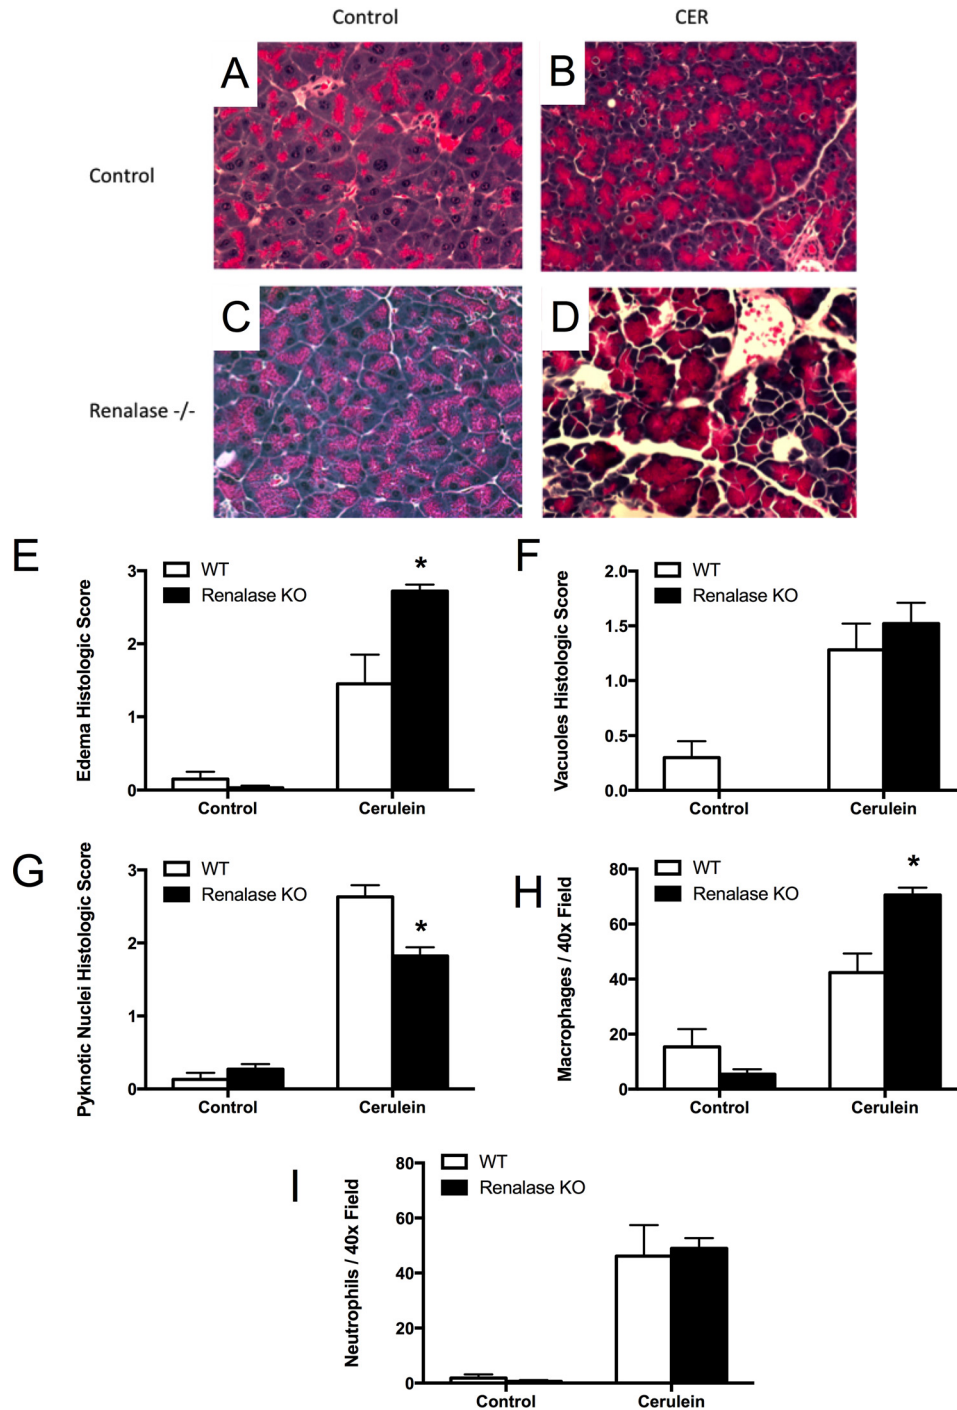 Control
CER
A
B
Control
C
D
Renalase -/-
E
WT
Renalase KO
*
Edema Histologic Score
3
2
1
0
Control
Cerulein
F
WT
Renalase KO
Vacuoles Histologic Score
2.0
1.5
1.0
0.5
0.0
Control
Cerulein
G
WT
Renalase KO
*
Pyknotic Nuclei Histologic Score
3
2
1
0
Control
Cerulein
H
WT
Renalase KO
*
Macrophages / 40x Field
80
60
40
20
0
Control
Cerulein
I
WT
Renalase KO
Neutrophils / 40x Field
80
60
40
20
0
Control
Cerulein